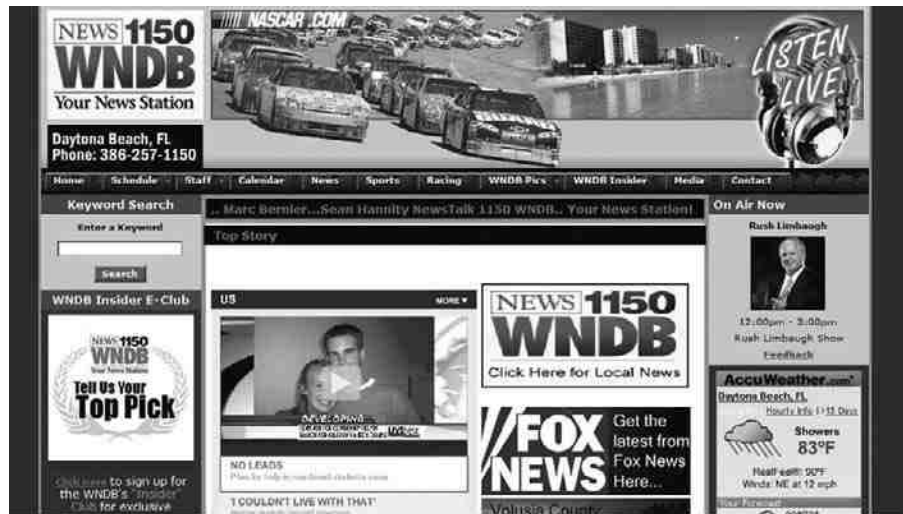 NASCAR.COM
NEWS 1150
WNDB
Your News Station
LISTEN
LIVE!
Daytona Beach, FL
Phone: 386-257-1150
Home Schedule Staff Calendar News Sports Racing WNDB Pics WNDB Insider Media Contact
Keyword Search
Enter a Keyword
Search
WNDB Insider E-Club
NEWS 1150
WNDB
Your News Station
Tell Us Your
Top Pick
Click here to sign up for
the WNDB's "Insider"
Club for exclusive
.. Marc Bernier...Sean Hannity NewsTalk 1150 WNDB.. Your News Station!
Top Story
US MORE
DEVELOPING
LIVE
NO LEADS
'I COULDN'T LIVE WITH THAT'
NEWS 1150
WNDB
Click Here for Local News
FOX
NEWS
Get the
latest from
Fox News
Here...
Volusia County
On Air Now
Rush Limbaugh
12:00pm - 3:00pm
Rush Limbaugh Show
Feedback
AccuWeather.com
Daytona Beach, FL
Hourly Info | 15 Days
Showers
83°F
RealFeel®: 90°F
Winds: NE at 12 mph
Your Forecast